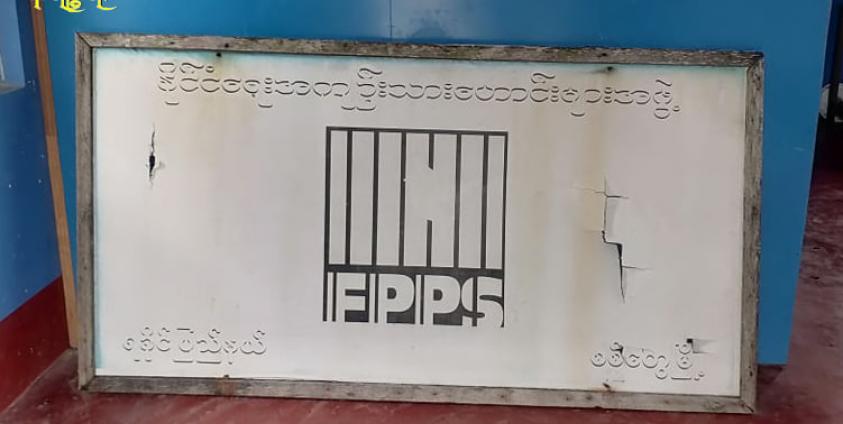 နိုင်ငံရေးအကျဉ်းသားဟောင်းများအဖွဲ့
FPPS
ရခိုင်ပြည်နယ်
စစ်တွေမြို့